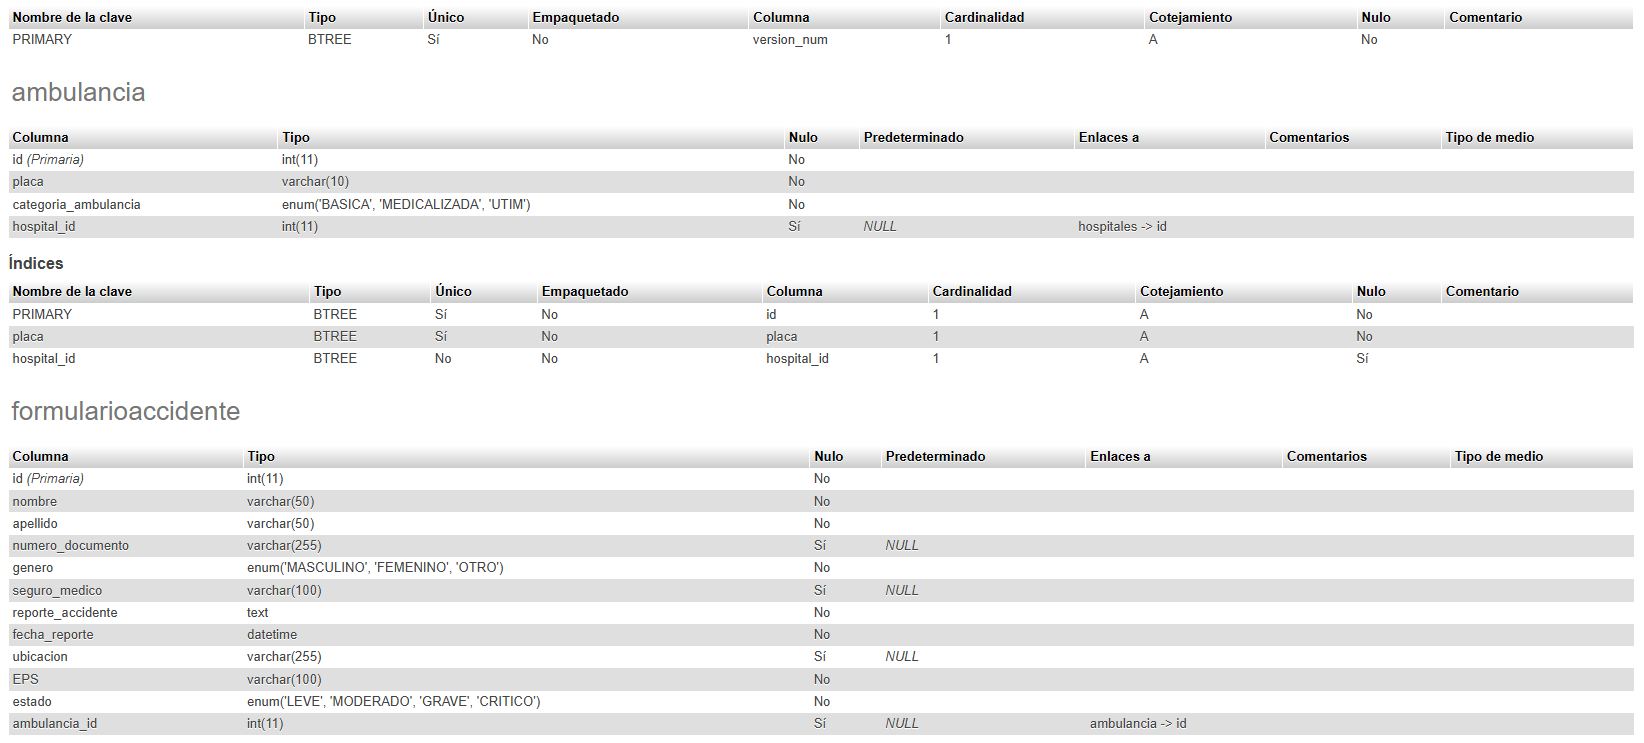 Nombre de la clave Tipo Único Empaquetado Columna Cardinalidad Cotejamiento Nulo Comentario
PRIMARY BTREE Sí No version_num 1 A No
ambulancia
Columna Tipo Nulo Predeterminado Enlaces a Comentarios Tipo de medio
id (Primaria) int(11) No
placa varchar(10) No
categoria_ambulancia enum('BASICA', 'MEDICALIZADA', 'UTIM') No
hospital_id int(11) Sí NULL hospitales -> id
Índices
Nombre de la clave Tipo Único Empaquetado Columna Cardinalidad Cotejamiento Nulo Comentario
PRIMARY BTREE Sí No id 1 A No
placa BTREE Sí No placa 1 A No
hospital_id BTREE No No hospital_id 1 A Sí
formularioaccidente
Columna Tipo Nulo Predeterminado Enlaces a Comentarios Tipo de medio
id (Primaria) int(11) No
nombre varchar(50) No
apellido varchar(50) No
numero_documento varchar(255) Sí NULL
genero enum('MASCULINO', 'FEMENINO', 'OTRO') No
seguro_medico varchar(100) Sí NULL
reporte_accidente text No
fecha_reporte datetime No
ubicacion varchar(255) Sí NULL
EPS varchar(100) No
estado enum('LEVE', 'MODERADO', 'GRAVE', 'CRITICO') No
ambulancia_id int(11) Sí NULL ambulancia -> id